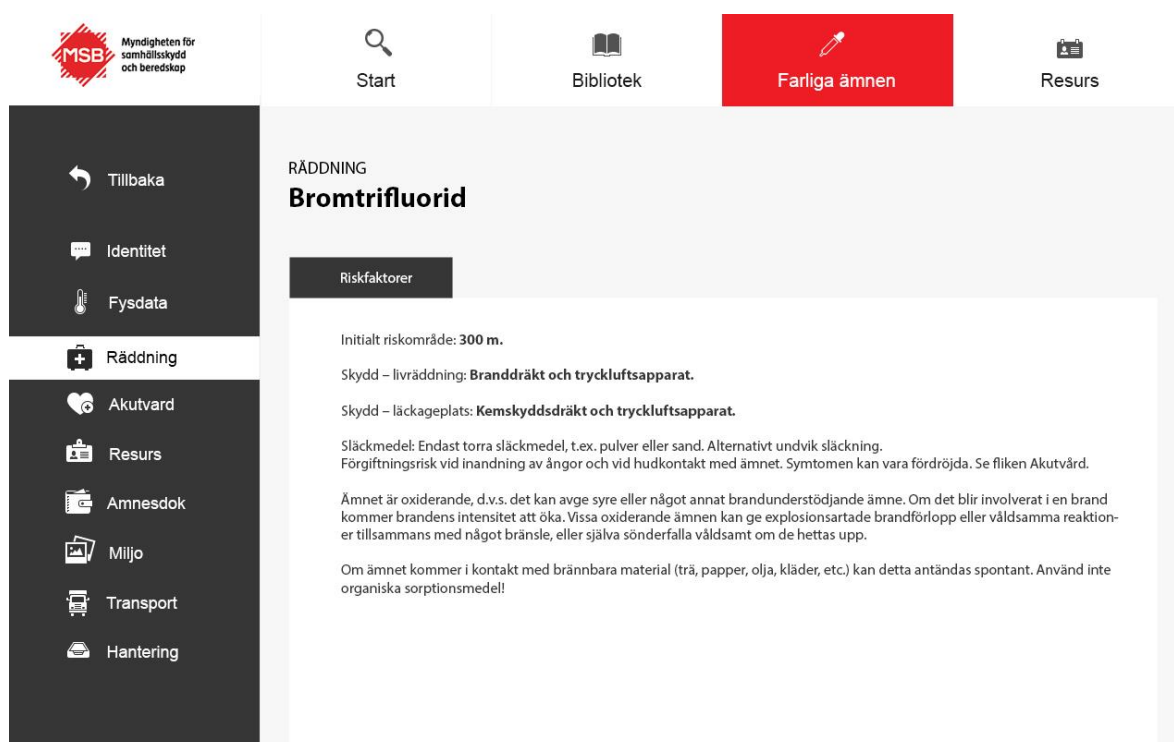 MSB
Myndigheten för
samhällsskydd
och beredskap
Start
Bibliotek
Farliga ämnen
Resurs
Tillbaka
Identitet
Fysdata
Räddning
Akutvard
Resurs
Amnesdok
Miljo
Transport
Hantering
RÄDDNING
Bromtrifluorid
Riskfaktorer
Initialt riskområde: 300 m.
Skydd – livräddning: Branddräkt och tryckluftsapparat.
Skydd – läckageplats: Kemskyddsdräkt och tryckluftsapparat.
Släckmedel: Endast torra släckmedel, t.ex. pulver eller sand. Alternativt undvik släckning.
Förgiftningsrisk vid inandning av ångor och vid hudkontakt med ämnet. Symtomen kan vara fördröjda. Se fliken Akutvård.
Ämnet är oxiderande, d.v.s. det kan avge syre eller något annat brandunderstödjande ämne. Om det blir involverat i en brand
kommer brandens intensitet att öka. Vissa oxiderande ämnen kan ge explosionsartade brandförlopp eller våldsamma reaktion-
er tillsammans med något bränsle, eller själva sönderfalla våldsamt om de hettas upp.
Om ämnet kommer i kontakt med brännbara material (trä, papper, olja, kläder, etc.) kan detta antändas spontant. Använd inte
organiska sorptionsmedel!